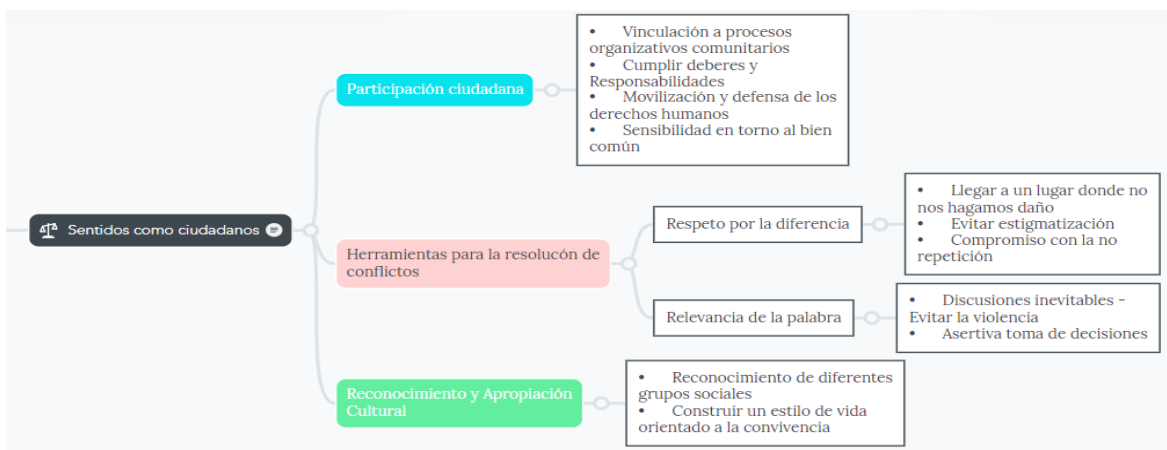 Sentidos como ciudadanos
Participación ciudadana
• Vinculación a procesos
organizativos comunitarios
• Cumplir deberes y
Responsabilidades
• Movilización y defensa de los
derechos humanos
• Sensibilidad en torno al bien
común
Herramientas para la resolucón de
conflictos
Respeto por la diferencia
• Llegar a un lugar donde no
nos hagamos daño
• Evitar estigmatización
• Compromiso con la no
repetición
Relevancia de la palabra
• Discusiones inevitables -
Evitar la violencia
• Asertiva toma de decisiones
Reconocimiento y Apropiación
Cultural
• Reconocimiento de diferentes
grupos sociales
• Construir un estilo de vida
orientado a la convivencia